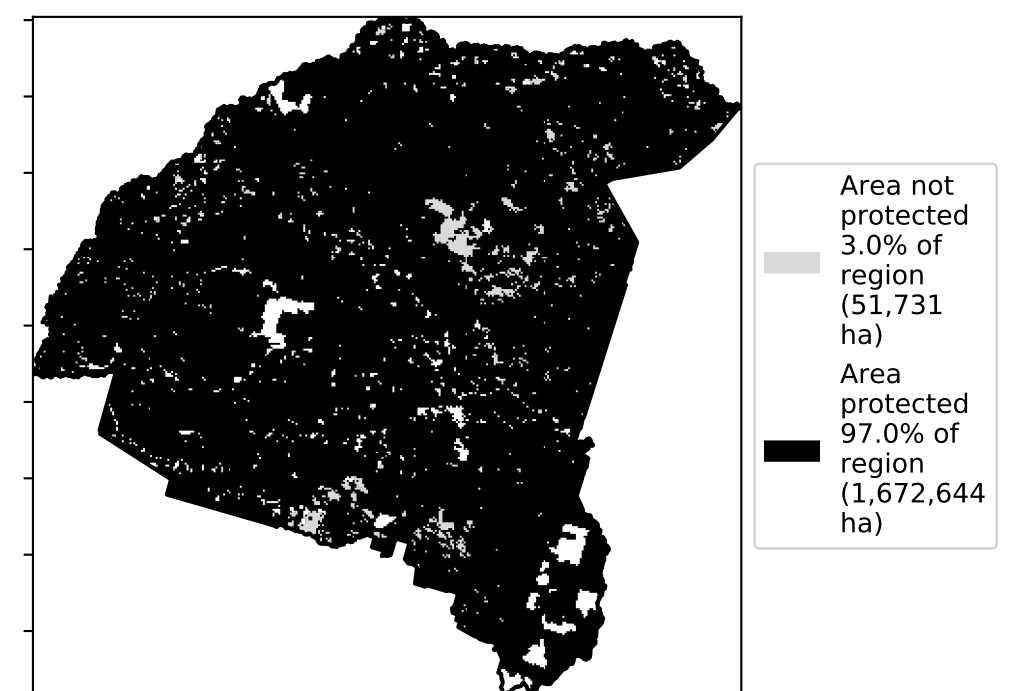 Area not
protected
3.0% of
region
(51,731
ha)
Area
protected
97.0% of
region
(1,672,644
ha)